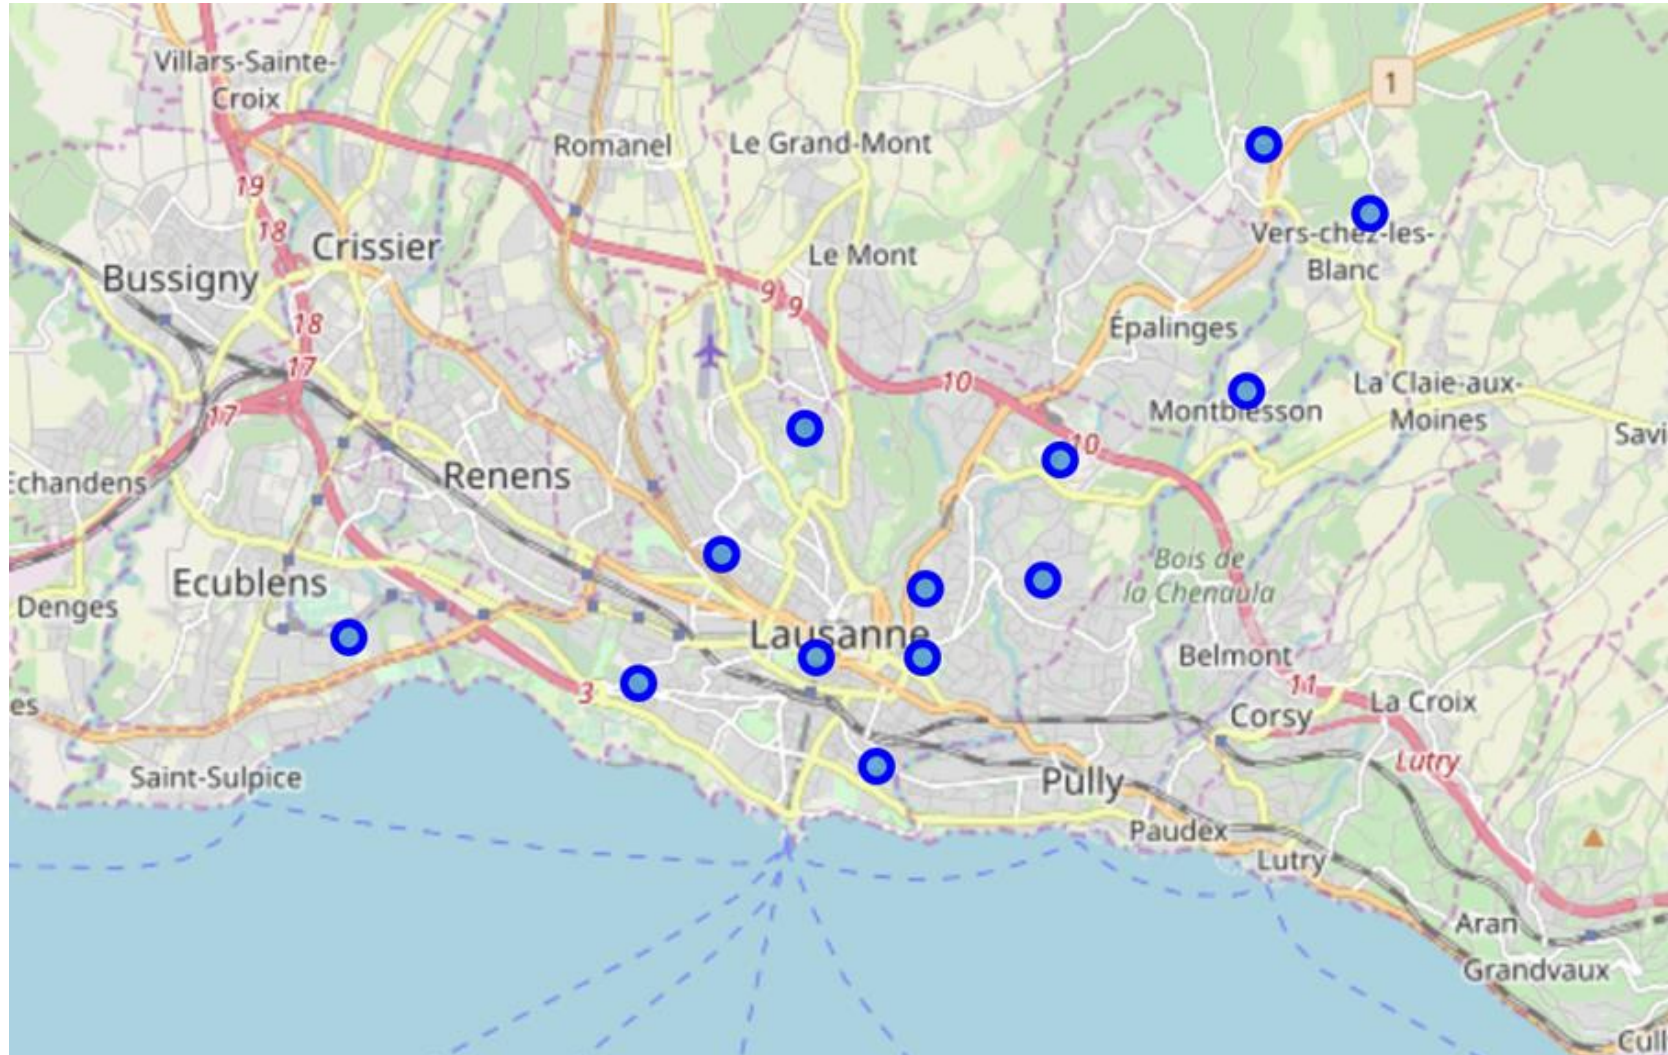 Villars-Sainte-
Croix
1
Romanel
Le Grand-Mont
19
18
Crissier
Le Mont
Vers-chez-les-
Blanc
Bussigny
9
9
18
Épalinges
17
10
La Claie-aux-
Moines
17
Montblesson
Savi
10
Echandens
Renens
Bois de
la Chenaula
Ecublens
Denges
Lausanne
Belmont
11
3
La Croix
es
Corsy
Lutry
Saint-Sulpice
Pully
Paudex
Lutry
Aran
Grandvaux
Cull